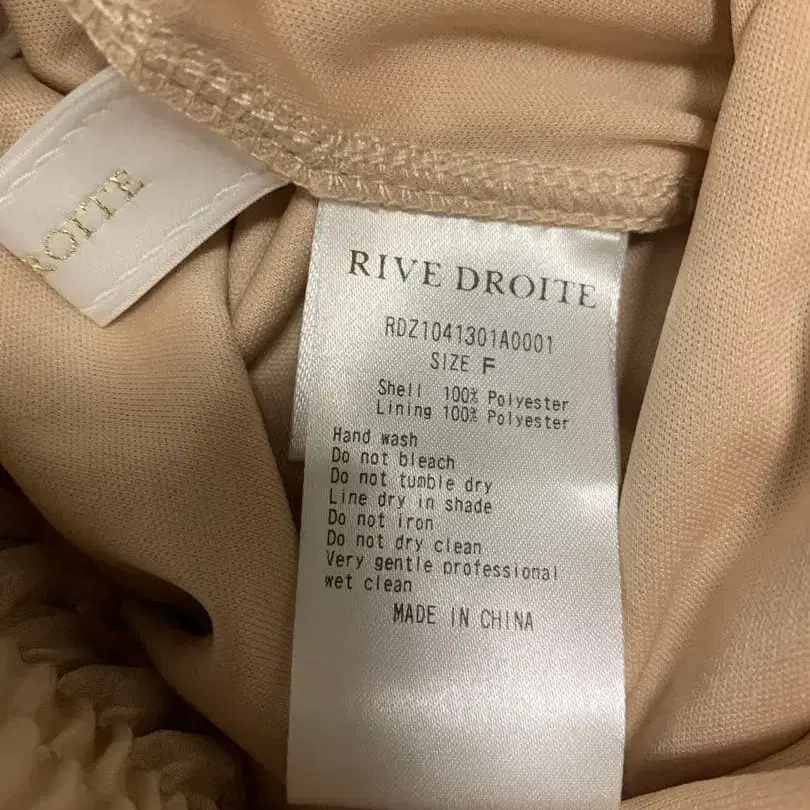 ROITE
RIVE DROITE
RDZ1041301A0001
SIZE F
Shell 100% Polyester
Lining 100% Polyester
Hand wash
Do not bleach
Do not tumble dry
Line dry in shade
Do not iron
Do not dry clean
Very gentle professional
wet clean
MADE IN CHINA